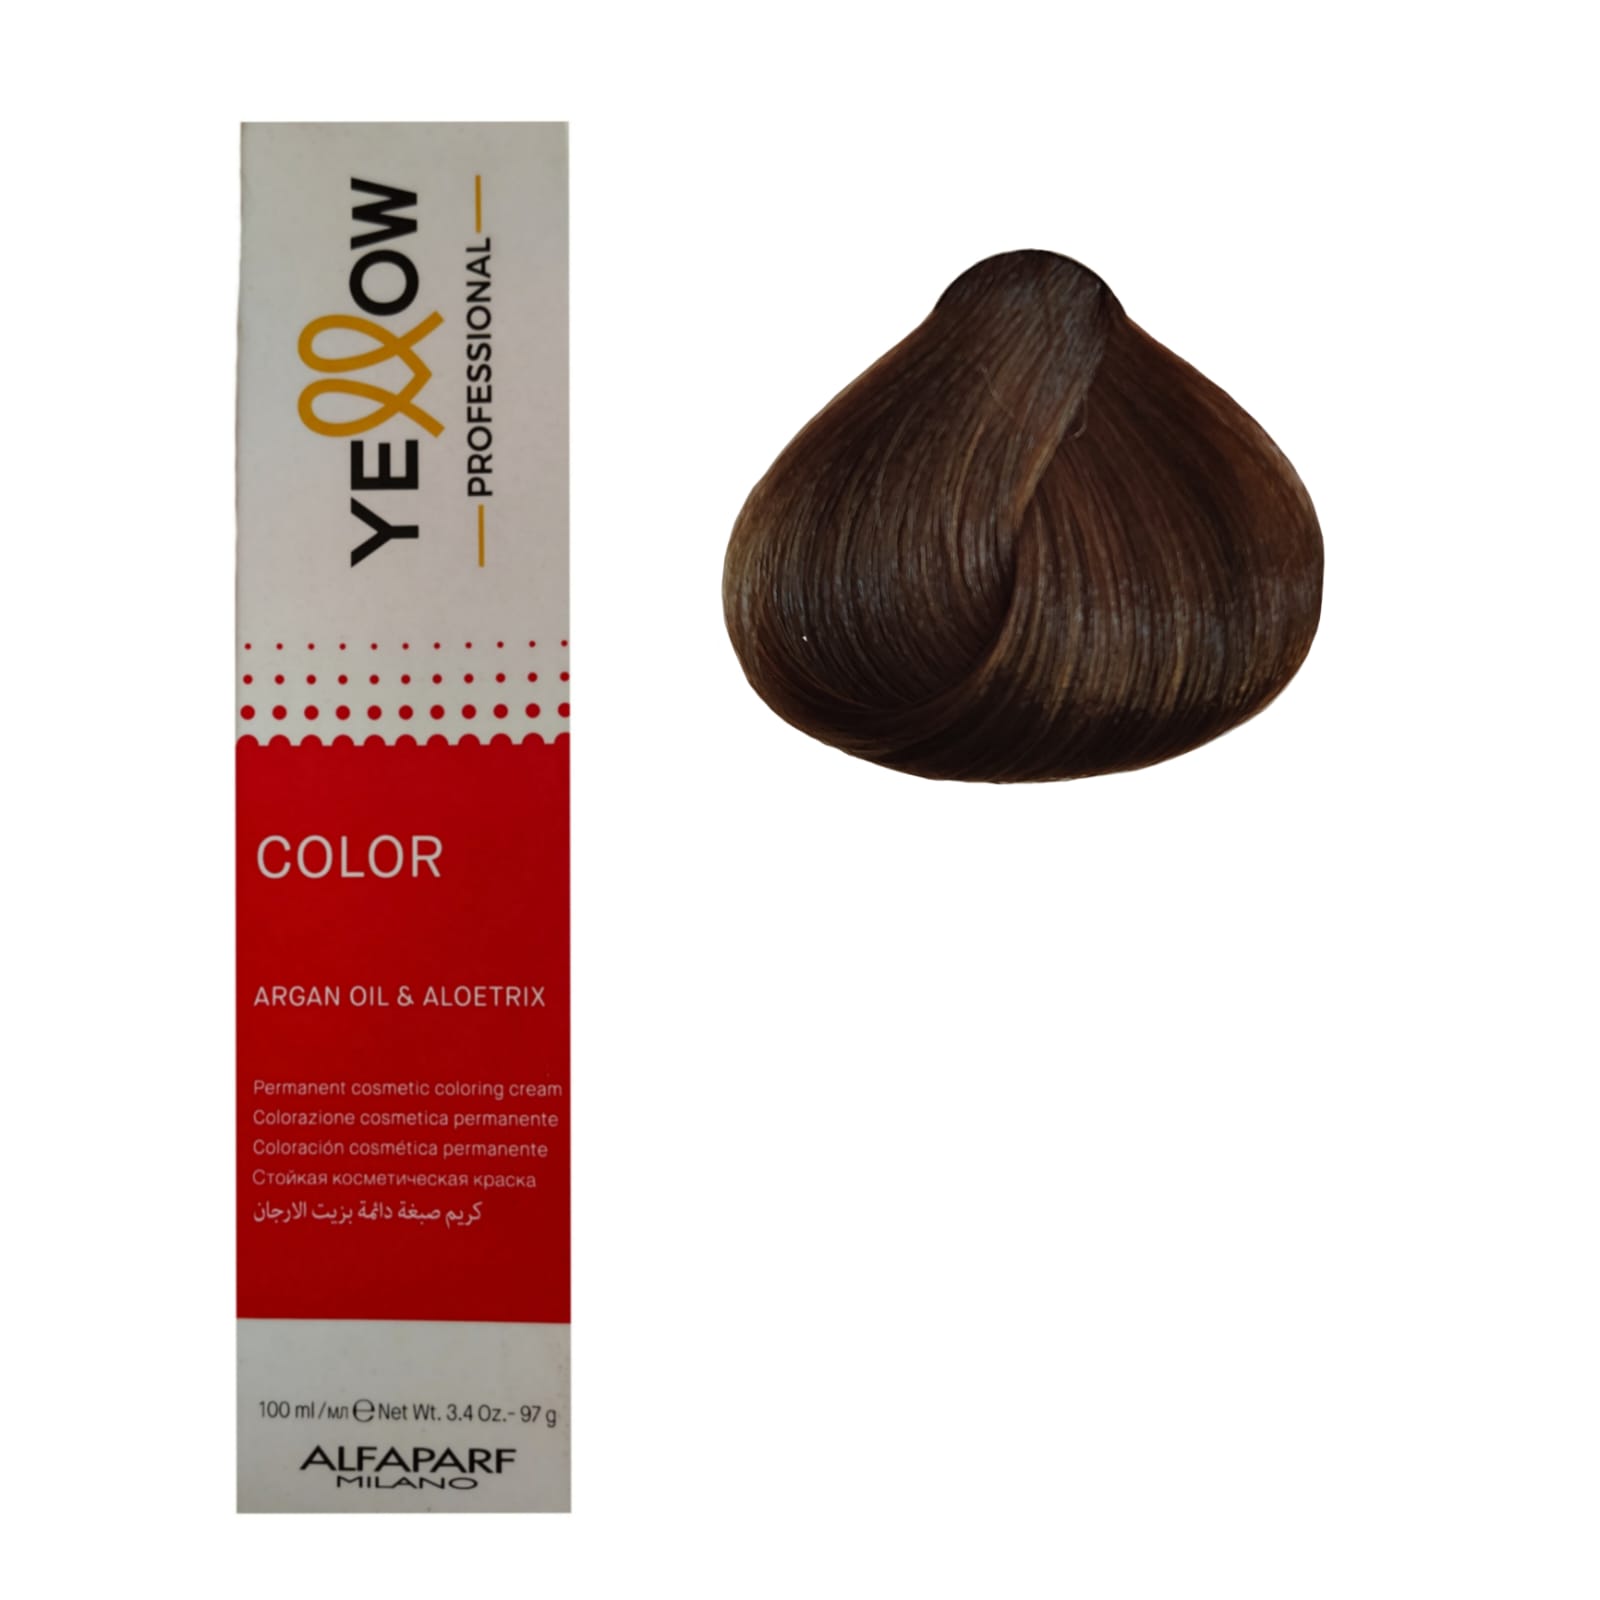 YELLOW
PROFESSIONAL
COLOR
ARGAN OIL & ALOETRIX
Permanent cosmetic coloring cream
Colorazione cosmetica permanente
Coloración cosmética permanente
Стойкая косметическая краска
كريم صبغة دائمة بزيت الارجان
100 ml/мл ℮ Net Wt. 3.4 Oz.- 97 g
ALFAPARF
MILANO